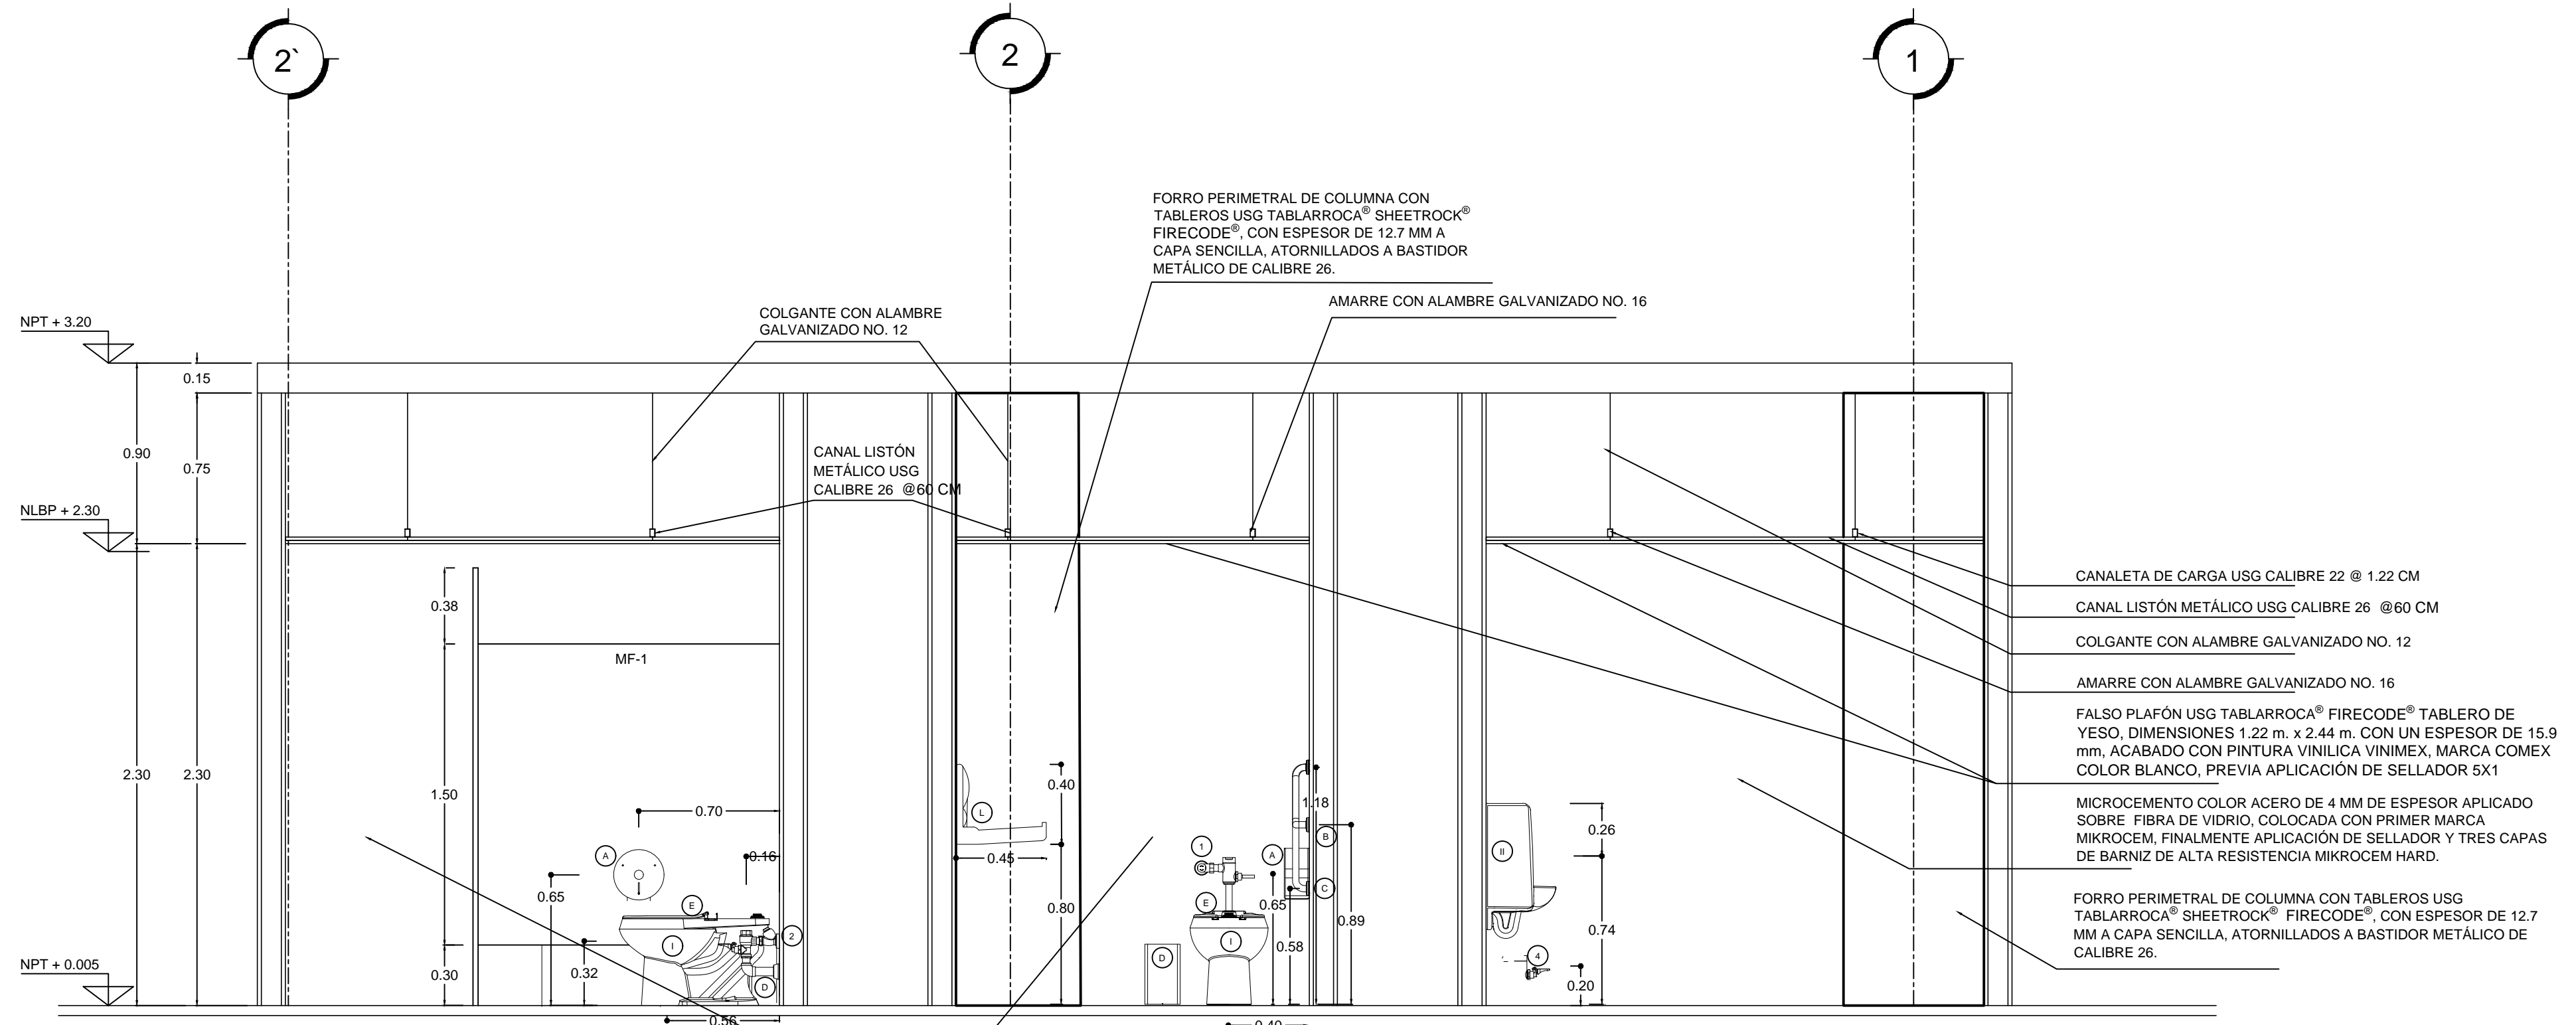 2`
2
1
FORRO PERIMETRAL DE COLUMNA CON
TABLEROS USG TABLARROCA® SHEETROCK®
FIRECODE®, CON ESPESOR DE 12.7 MM A
CAPA SENCILLA, ATORNILLADOS A BASTIDOR
METÁLICO DE CALIBRE 26.
AMARRE CON ALAMBRE GALVANIZADO NO. 16
COLGANTE CON ALAMBRE
GALVANIZADO NO. 12
CANAL LISTÓN
METÁLICO USG
CALIBRE 26 @60 CM
NPT + 3.20
0.15
0.90
0.75
NLBP + 2.30
2.30
2.30
NPT + 0.005
0.38
MF-1
1.50
0.30
0.70
0.16
A
0.65
E
I
2
D
0.32
0.56
L
0.40
0.45
0.80
1
A
E
I
D
0.65
0.58
1.18
B
C
0.89
0.40
II
0.26
0.74
4
0.20
CANALETA DE CARGA USG CALIBRE 22 @ 1.22 CM
CANAL LISTÓN METÁLICO USG CALIBRE 26 @60 CM
COLGANTE CON ALAMBRE GALVANIZADO NO. 12
AMARRE CON ALAMBRE GALVANIZADO NO. 16
FALSO PLAFÓN USG TABLARROCA® FIRECODE® TABLERO DE
YESO, DIMENSIONES 1.22 m. x 2.44 m. CON UN ESPESOR DE 15.9
mm, ACABADO CON PINTURA VINILICA VINIMEX, MARCA COMEX
COLOR BLANCO, PREVIA APLICACIÓN DE SELLADOR 5X1
MICROCEMENTO COLOR ACERO DE 4 MM DE ESPESOR APLICADO
SOBRE FIBRA DE VIDRIO, COLOCADA CON PRIMER MARCA
MIKROCEM, FINALMENTE APLICACIÓN DE SELLADOR Y TRES CAPAS
DE BARNIZ DE ALTA RESISTENCIA MIKROCEM HARD.
FORRO PERIMETRAL DE COLUMNA CON TABLEROS USG
TABLARROCA® SHEETROCK® FIRECODE®, CON ESPESOR DE 12.7
MM A CAPA SENCILLA, ATORNILLADOS A BASTIDOR METÁLICO DE
CALIBRE 26.